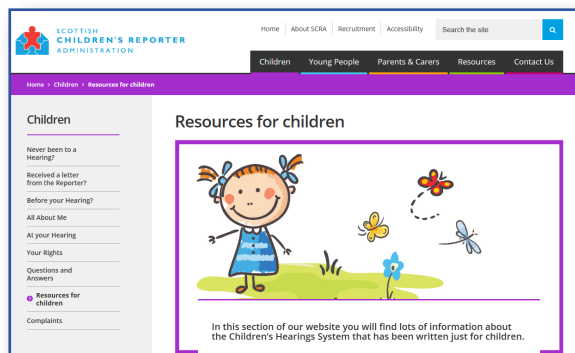 SCOTTISH
CHILDREN'S REPORTER
ADMINISTRATION
Home About SCRA Recruitment Accessibility Search the site
Children Young People Parents & Carers Resources Contact Us
Home > Children > Resources for children
Children
Never been to a
Hearing?
Received a letter
from the Reporter?
Before your Hearing?
All About Me
At your Hearing
Your Rights
Questions and
Answers
Resources for
children
Complaints
Resources for children
In this section of our website you will find lots of information about
the Children's Hearings System that has been written just for children.